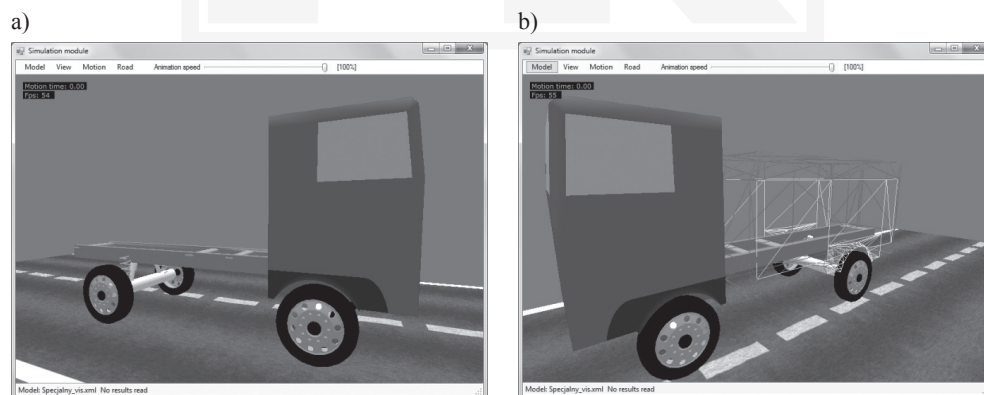 a)
b)
Simulation module
Model View Motion Road Animation speed [100%]
Motion time: 0.00
Fps: 54
Model: Specjalny_vis.xml No results read
Simulation module
Model View Motion Road Animation speed [100%]
Motion time: 0.00
Fps: 55
Model: Specjalny_vis.xml No results read